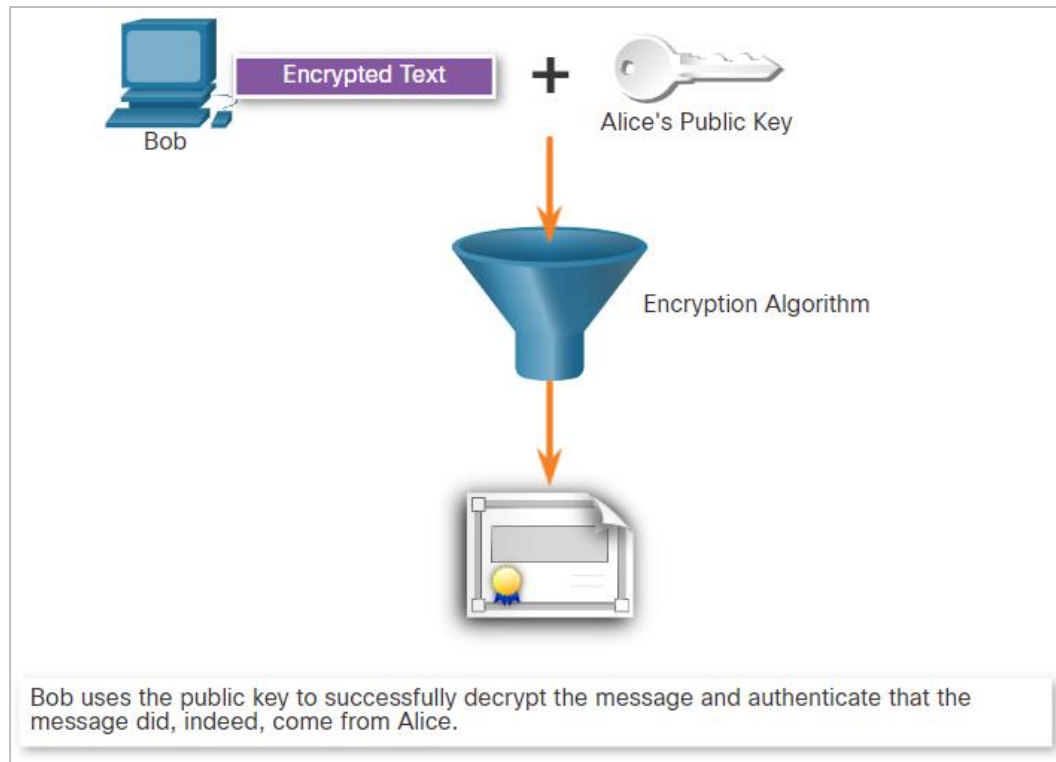 Encrypted Text
Bob
Alice's Public Key
Encryption Algorithm
Bob uses the public key to successfully decrypt the message and authenticate that the
message did, indeed, come from Alice.